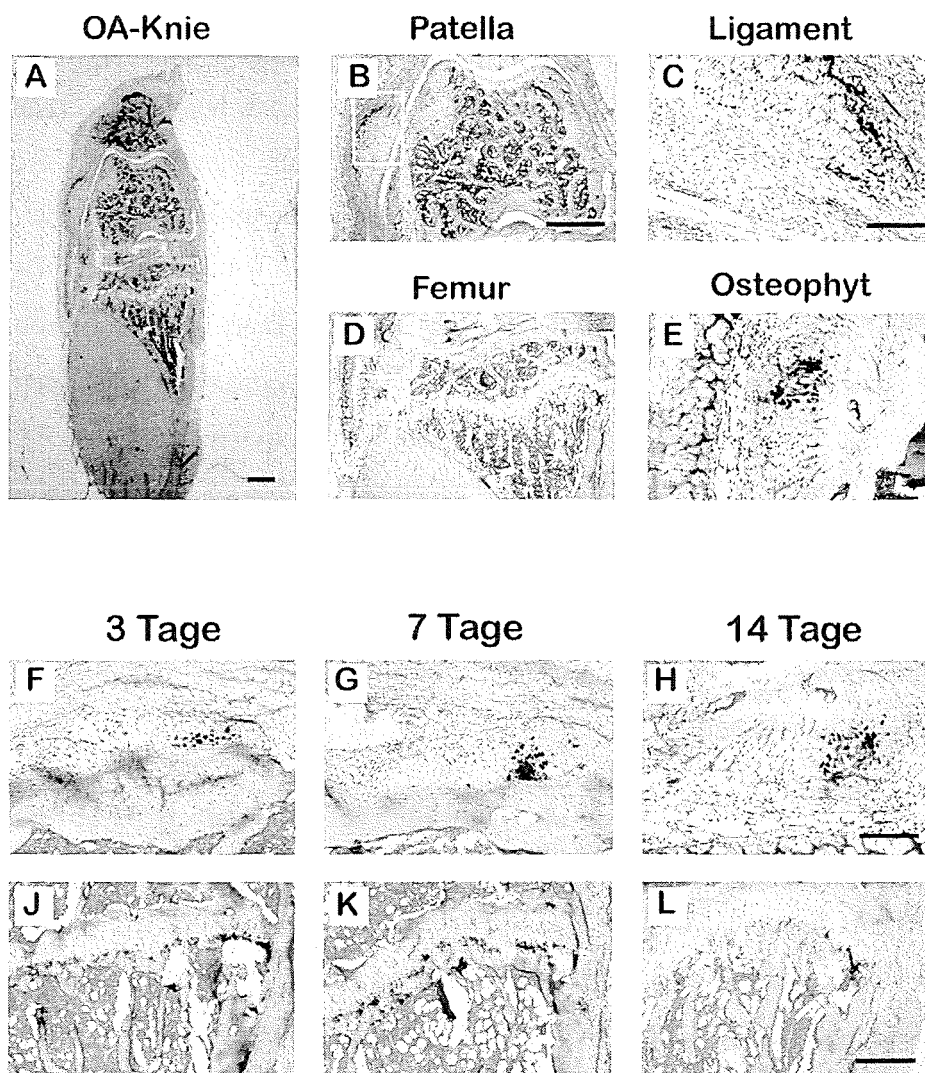 OA-Knie
Patella
Ligament
A
B
C
Femur
Osteophyt
D
E
3 Tage
7 Tage
14 Tage
F
G
H
J
K
L